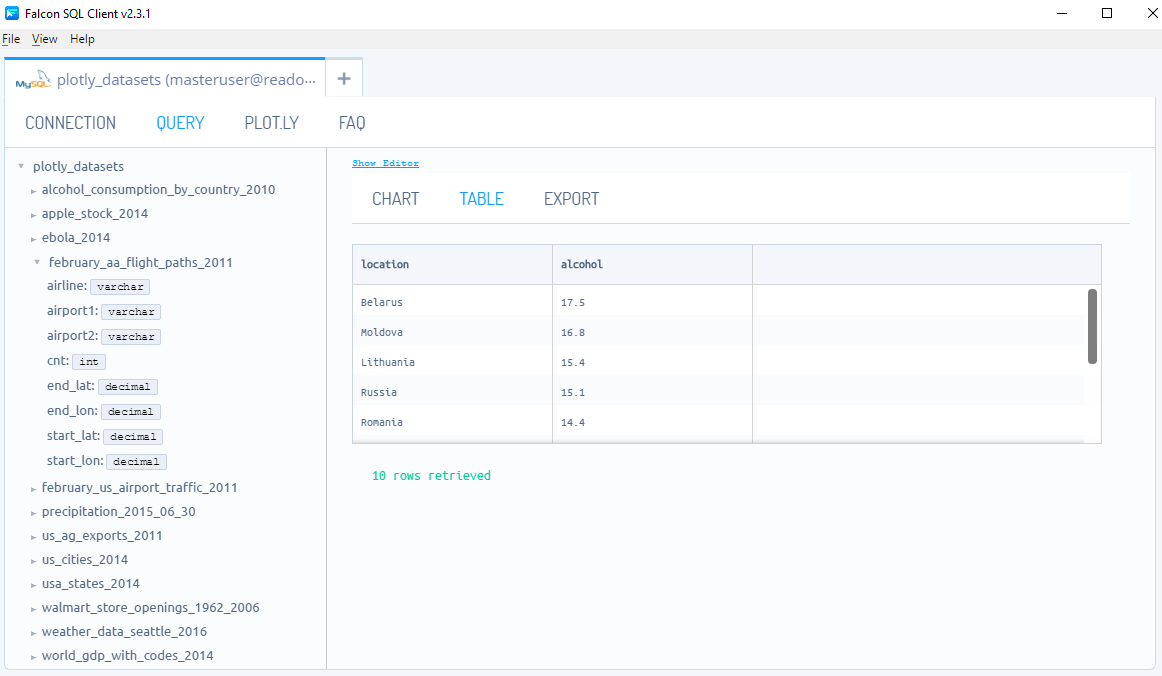 Falcon SQL Client v2.3.1
File View Help
MySQL plotly_datasets (masteruser@reado··· +
CONNECTION QUERY PLOT.LY FAQ
plotly_datasets
alcohol_consumption_by_country_2010
apple_stock_2014
ebola_2014
february_aa_flight_paths_2011
airline: varchar
airport1: varchar
airport2: varchar
cnt: int
end_lat: decimal
end_lon: decimal
start_lat: decimal
start_lon: decimal
february_us_airport_traffic_2011
precipitation_2015_06_30
us_ag_exports_2011
us_cities_2014
usa_states_2014
walmart_store_openings_1962_2006
weather_data_seattle_2016
world_gdp_with_codes_2014
Show Editor
CHART TABLE EXPORT
location alcohol
Belarus 17.5
Moldova 16.8
Lithuania 15.4
Russia 15.1
Romania 14.4
10 rows retrieved